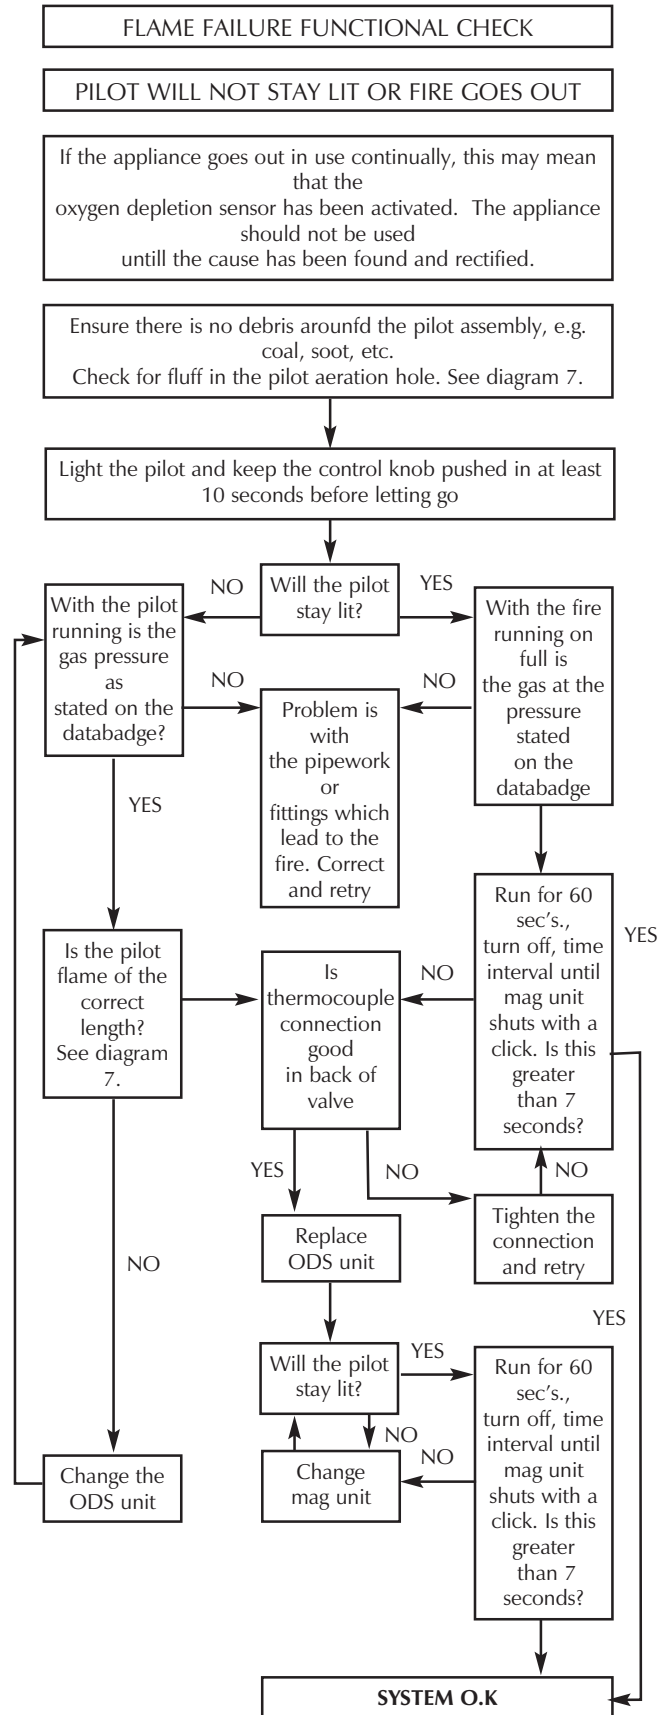 FLAME FAILURE FUNCTIONAL CHECK
PILOT WILL NOT STAY LIT OR FIRE GOES OUT
If the appliance goes out in use continually, this may mean
that the
oxygen depletion sensor has been activated.  The appliance
should not be used
untill the cause has been found and rectified.
Ensure there is no debris arounfd the pilot assembly, e.g.
coal, soot, etc.
Check for fluff in the pilot aeration hole. See diagram 7.
Light the pilot and keep the control knob pushed in at least
10 seconds before letting go
Will the pilot
stay lit?
NO
YES
With the pilot
running is the
gas pressure
as
stated on the
databadge?
With the fire
running on
full is
the gas at the
pressure
stated
on the
databadge
NO
NO
Problem is
with
the pipework
or
fittings which
lead to the
fire. Correct
and retry
YES
YES
Is the pilot
flame of the
correct
length?
See diagram
7.
Is
thermocouple
connection
good
in back of
valve
NO
Run for 60
sec's.,
turn off, time
interval until
mag unit
shuts with a
click. Is this
greater
than 7
seconds?
YES
NO
NO
Replace
ODS unit
Tighten the
connection
and retry
NO
YES
Will the pilot
stay lit?
YES
Run for 60
sec's.,
turn off, time
interval until
mag unit
shuts with a
click. Is this
greater
than 7
seconds?
NO
NO
Change the
ODS unit
Change
mag unit
SYSTEM O.K